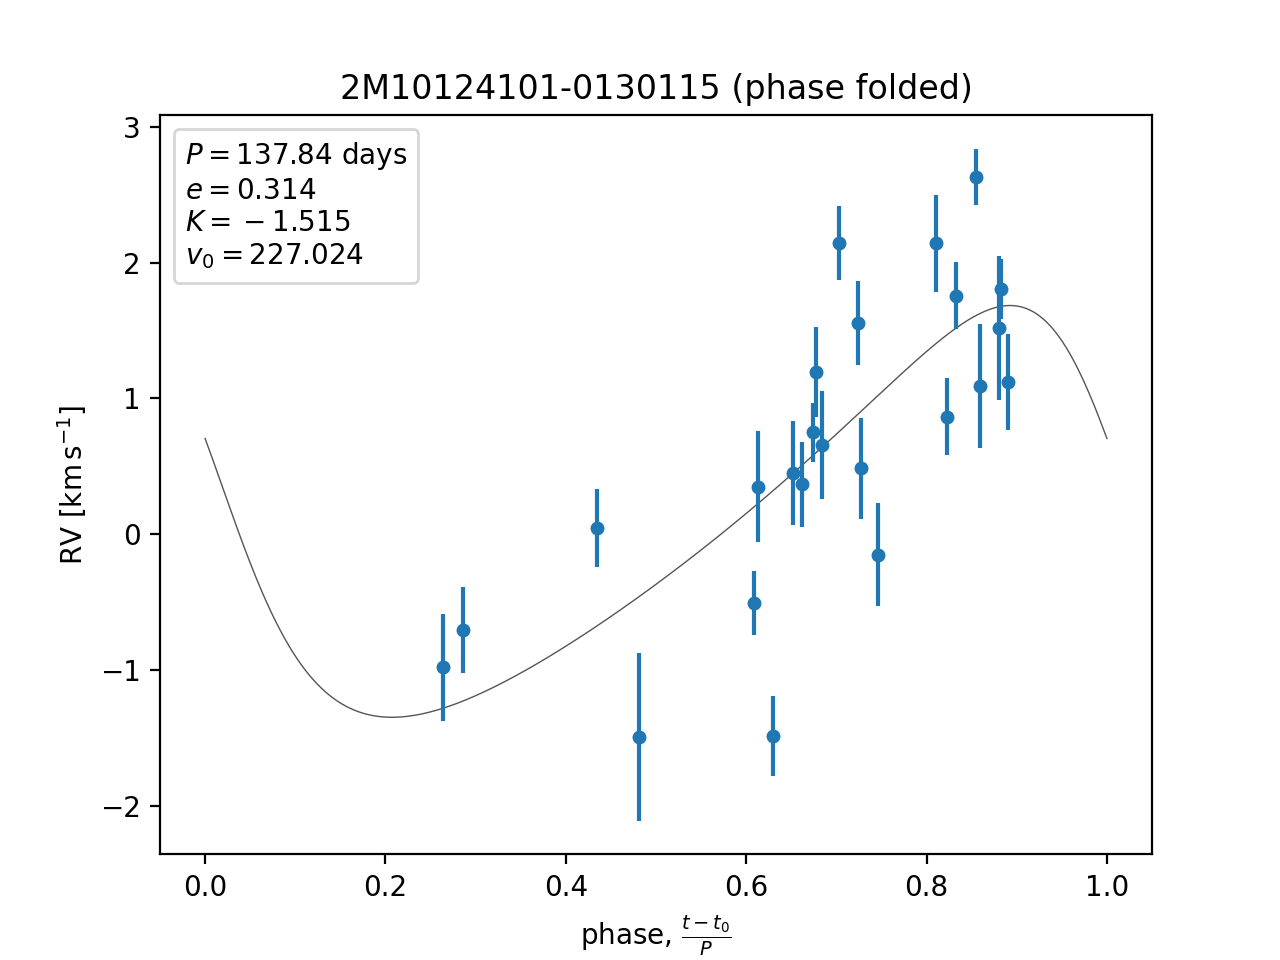 2M10124101-0130115 (phase folded)
P = 137.84 days
e = 0.314
K = −1.515
v₀ = 227.024
3
2
1
0
−1
−2
RV [km s⁻¹]
0.0 0.2 0.4 0.6 0.8 1.0
phase, (t − t₀)/P